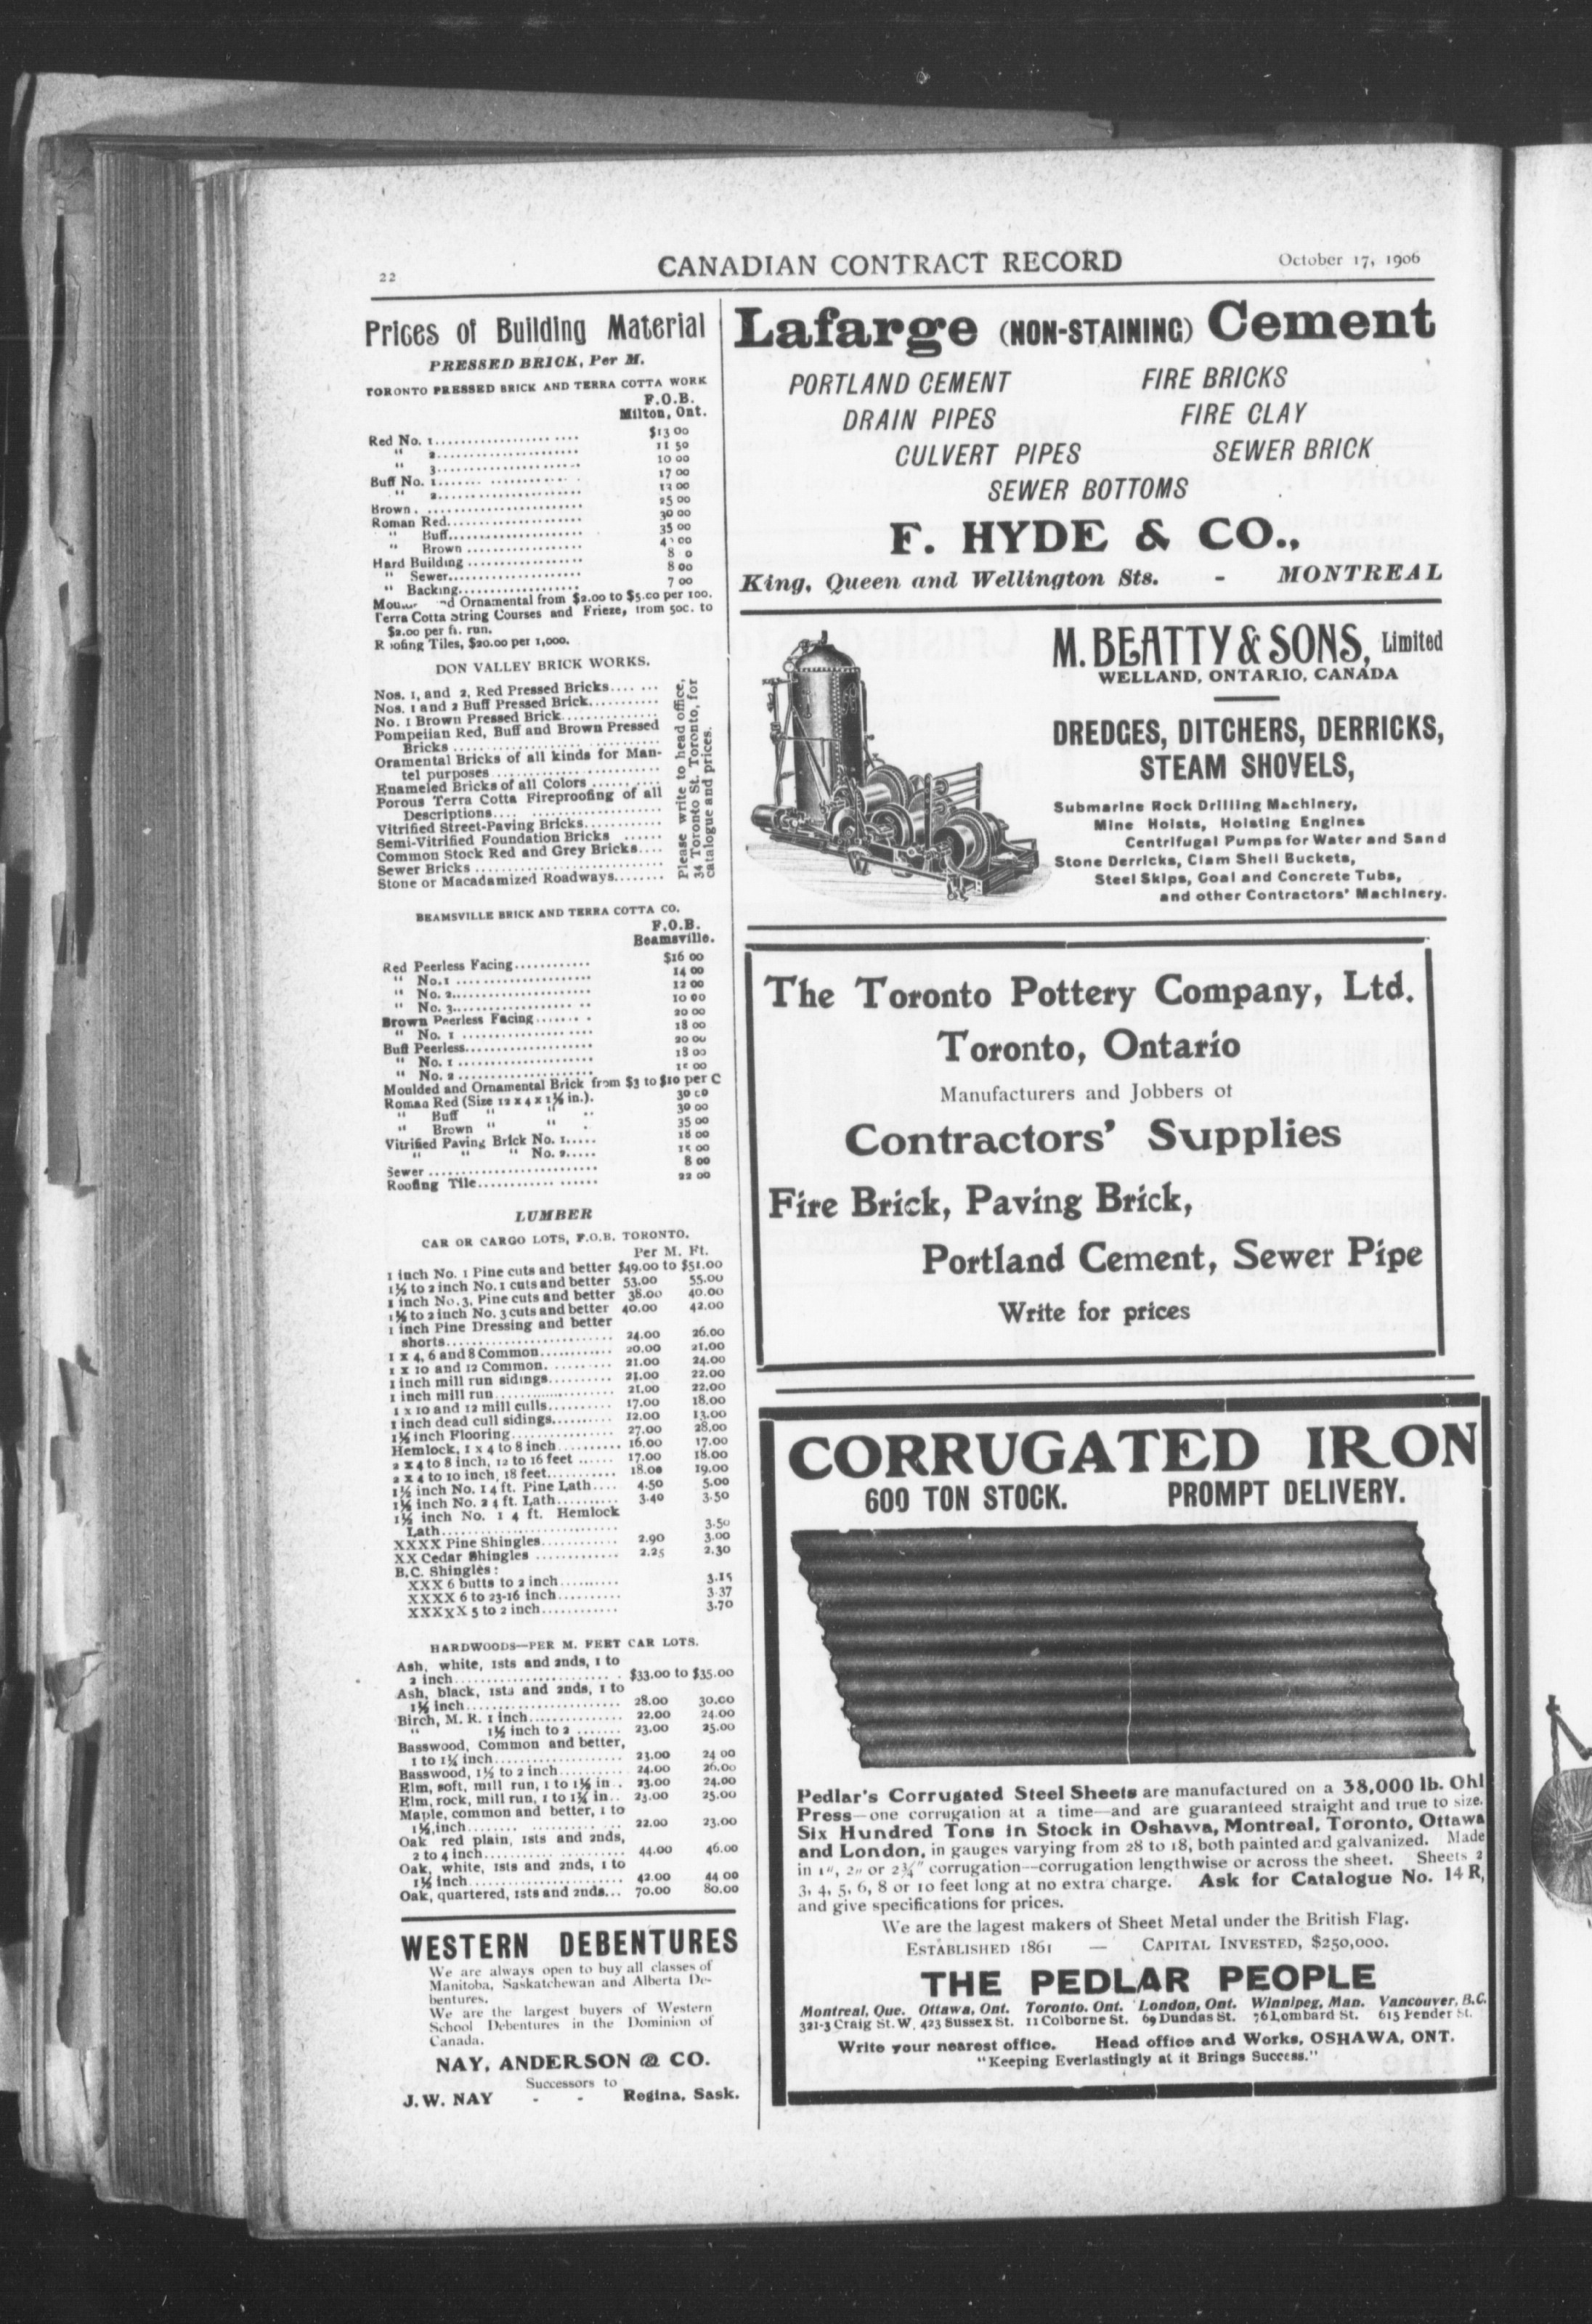 22
CANADIAN CONTRACT RECORD
October 17, 1906
Prices of Building Material
PRESSED BRICK, Per M.
TORONTO PRESSED BRICK AND TERRA COTTA WORK
F.O.B.
Milton, Ont.
Red No. 1.................. .... $13 00
" 2....................... 11 50
" 3....................... 10 00
Buff No. 1....... ............. . 17 00
" 2.......................
Brown . .........................
Roman Red...................... 30 00
" Buff...................... 35 00
" Brown ...................
Hard Building ................... 8 0
" Sewer...................... 8 00
" Backing.................... 7 00
Mou... nd Ornamental from $2.00 to $5.00 per 100.
Terra Cotta String Courses and Frieze, from 50c. to
$2.00 per ft. run.
R ofing Tiles, $20.00 per 1,000.
DON VALLEY BRICK WORKS.
Nos. 1, and 2, Red Pressed Bricks.... ...
Nos. 1 and 2 Buff Pressed Brick...........
No. 1 Brown Pressed Brick...............
Pompeiian Red, Buff and Brown Pressed
Bricks .................................
Oramental Bricks of all kinds for Man-
tel purposes ..........................
Enameled Bricks of all Colors ...........
Porous Terra Cotta Fireproofing of all
Descriptions.... .....................
Vitrified Street-Paving Bricks............
Semi-Vitrified Foundation Bricks ......
Common Stock Red and Grey Bricks....
Sewer Bricks .............................
Stone or Macadamized Roadways........
Please write to head office,
34 Toronto St. Toronto, for
catalogue and prices.
BEAMSVILLE BRICK AND TERRA COTTA CO.
F.O.B.
Beamsville.
Red Peerless Facing............ $16 00
" No.1 ..................... 14 00
" No. 2...................... 12 00
" No. 3.................. .. 10 00
Brown Peerless Facing....... . 20 00
" No. 1 .................... 18 00
Buff Peerless.................... 20 00
" No. 1 ..................... 18 00
" No. 2 .....................
Moulded and Ornamental Brick from $3 to $10 per C
Roman Red (Size 12 x 4 x 1½ in.). 30 00
" Buff " " .. 30 00
" Brown " " . 35 00
Vitrified Paving Brick No. 1..... 18 00
" " " No. 2..... 15 00
Sewer ........................... 8 00
Roofing Tile............ ...... 22 00
LUMBER
CAR OR CARGO LOTS, F.O.B. TORONTO.
Per M. Ft.
1 inch No. 1 Pine cuts and better $49.00 to $51.00
1½ to 2 inch No. 1 cuts and better 53.00 55.00
1 inch No. 3, Pine cuts and better 38.00 40.00
1½ to 2 inch No. 3 cuts and better 40.00 42.00
1 inch Pine Dressing and better
shorts........................... 24.00 26.00
1 x 4, 6 and 8 Common............ 20.00 21.00
1 x 10 and 12 Common. .......... 21.00 24.00
1 inch mill run sidings.......... 21.00 22.00
1 inch mill run................... 21.00 22.00
1 x 10 and 12 mill culls.......... 17.00 18.00
1 inch dead cull sidings.......... 12.00 13.00
1½ inch Flooring................ 27.00 28.00
Hemlock, 1 x 4 to 8 inch.......... 16.00 17.00
2 x 4 to 8 inch, 12 to 16 feet ...... 17.00 18.00
2 x 4 to 10 inch, 18 feet........... 18.00 19.00
1½ inch No. 1 4 ft. Pine Lath.... 4.50 5.00
1½ inch No. 2 4 ft. Lath.......... 3.40 3.50
1½ inch No. 1 4 ft. Hemlock
Lath............................ 3.50
XXXX Pine Shingles............ 2.90 3.00
XX Cedar Shingles ............. 2.25 2.30
B.C. Shingles:
XXX 6 butts to 2 inch.......... 3.15
XXXX 6 to 23-16 inch.......... 3 37
XXXXX 5 to 2 inch............ 3.70
HARDWOODS—PER M. FEET CAR LOTS.
Ash, white, 1sts and 2nds, 1 to
2 inch........................ . $33.00 to $35.00
Ash, black, 1sts and 2nds, 1 to
1½ inch........................ 28.00 30.00
Birch, M. R. 1 inch............... 22.00 24.00
" 1½ inch to 2 ....... 23.00 25.00
Basswood, Common and better,
1 to 1½ inch.................... 23.00 24 00
Basswood, 1½ to 2 inch.......... 24.00 26.00
Elm, soft, mill run, 1 to 1½ in.. 23.00 24.00
Elm, rock, mill run, 1 to 1½ in.. 23.00 25.00
Maple, common and better, 1 to
1½ inch........ .......... .. 22.00 23.00
Oak red plain, 1sts and 2nds,
2 to 4 inch............. ........ 44.00 46.00
Oak, white, 1sts and 2nds, 1 to
1½ inch........................ 42.00 44 00
Oak, quartered, 1sts and 2nds... 70.00 80.00
WESTERN DEBENTURES
We are always open to buy all classes of
Manitoba, Saskatchewan and Alberta De-
bentures.
We are the largest buyers of Western
School Debentures in the Dominion of
Canada.
NAY, ANDERSON & CO.
Successors to
J. W. NAY - - Regina, Sask.
Lafarge (NON-STAINING) Cement
PORTLAND CEMENT FIRE BRICKS
DRAIN PIPES FIRE CLAY
CULVERT PIPES SEWER BRICK
SEWER BOTTOMS
F. HYDE & CO.,
King, Queen and Wellington Sts. - MONTREAL
M. BEATTY & SONS, Limited
WELLAND, ONTARIO, CANADA
DREDGES, DITCHERS, DERRICKS,
STEAM SHOVELS,
Submarine Rock Drilling Machinery,
Mine Hoists, Hoisting Engines
Centrifugal Pumps for Water and Sand
Stone Derricks, Clam Shell Buckets,
Steel Skips, Coal and Concrete Tubs,
and other Contractors' Machinery.
The Toronto Pottery Company, Ltd.
Toronto, Ontario
Manufacturers and Jobbers of
Contractors' Supplies
Fire Brick, Paving Brick,
Portland Cement, Sewer Pipe
Write for prices
CORRUGATED IRON
600 TON STOCK. PROMPT DELIVERY.
Pedlar's Corrugated Steel Sheets are manufactured on a 38,000 lb. Ohl
Press—one corrugation at a time—and are guaranteed straight and true to size.
Six Hundred Tons in Stock in Oshawa, Montreal, Toronto, Ottawa
and London, in gauges varying from 28 to 18, both painted and galvanized. Made
in 1", 2" or 2½" corrugation—corrugation lengthwise or across the sheet. Sheets 2
3, 4, 5, 6, 8 or 10 feet long at no extra charge. Ask for Catalogue No. 14 R,
and give specifications for prices.
We are the lagest makers of Sheet Metal under the British Flag.
ESTABLISHED 1861 — CAPITAL INVESTED, $250,000.
THE PEDLAR PEOPLE
Montreal, Que. Ottawa, Ont. Toronto. Ont. London, Ont. Winnipeg, Man. Vancouver, B.C.
321-3 Craig St. W. 423 Sussex St. 11 Colborne St. 69 Dundas St. 76 Lombard St. 615 Pender St.
Write your nearest office. Head office and Works, OSHAWA, ONT.
"Keeping Everlastingly at it Brings Success."